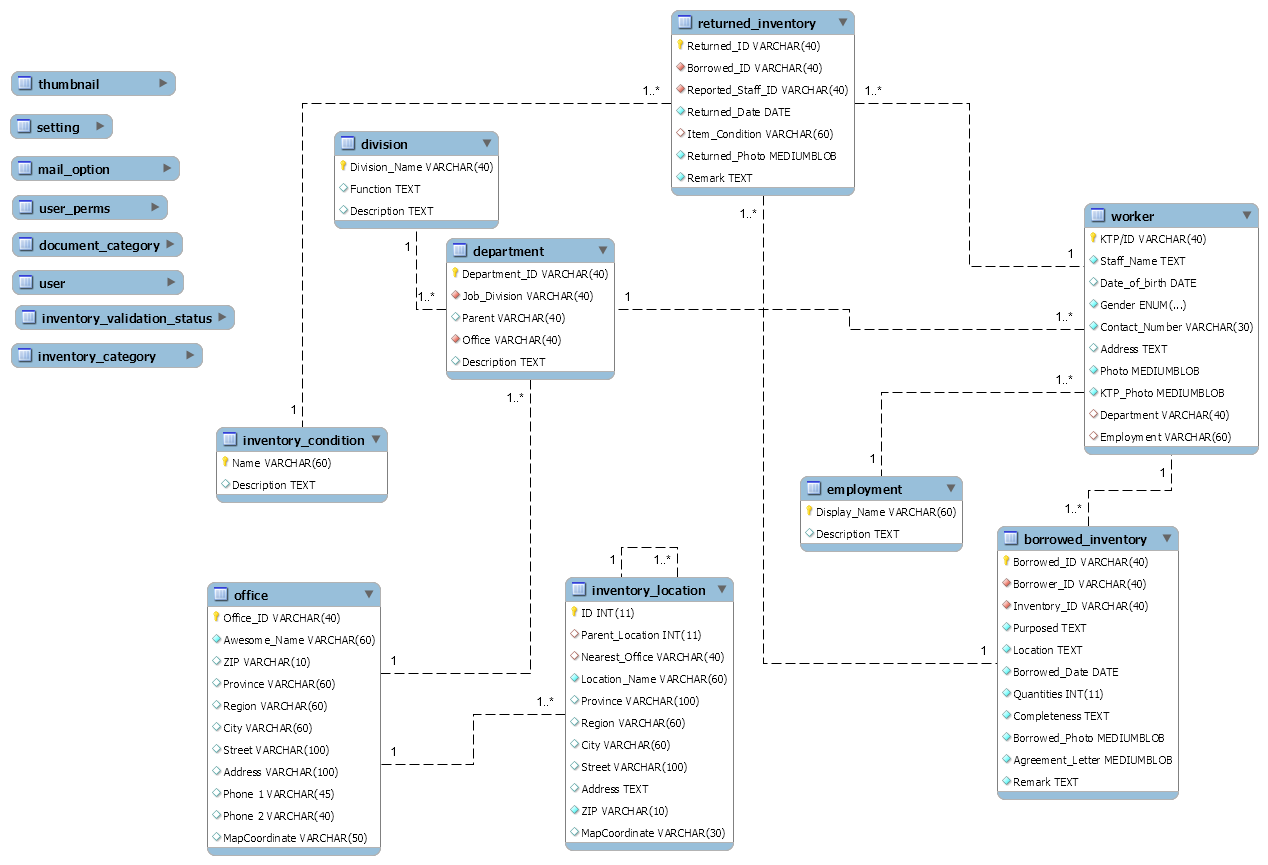 thumbnail
setting
mail_option
user_perms
document_category
user
inventory_validation_status
inventory_category
returned_inventory
Returned_ID VARCHAR(40)
Borrowed_ID VARCHAR(40)
Reported_Staff_ID VARCHAR(40)
Returned_Date DATE
Item_Condition VARCHAR(60)
Returned_Photo MEDIUMBLOB
Remark TEXT
1..*
1..*
1..*
division
Division_Name VARCHAR(40)
Function TEXT
Description TEXT
1
1..*
department
Department_ID VARCHAR(40)
Job_Division VARCHAR(40)
Parent VARCHAR(40)
Office VARCHAR(40)
Description TEXT
1
1..*
worker
KTP/ID VARCHAR(40)
Staff_Name TEXT
Date_of_birth DATE
Gender ENUM(...)
Contact_Number VARCHAR(30)
Address TEXT
Photo MEDIUMBLOB
KTP_Photo MEDIUMBLOB
Department VARCHAR(40)
Employment VARCHAR(60)
1
1..*
1..*
1
1
inventory_condition
Name VARCHAR(60)
Description TEXT
1
employment
Display_Name VARCHAR(60)
Description TEXT
1..*
borrowed_inventory
Borrowed_ID VARCHAR(40)
Borrower_ID VARCHAR(40)
Inventory_ID VARCHAR(40)
Purposed TEXT
Location TEXT
Borrowed_Date DATE
Quantities INT(11)
Completeness TEXT
Borrowed_Photo MEDIUMBLOB
Agreement_Letter MEDIUMBLOB
Remark TEXT
1
office
Office_ID VARCHAR(40)
Awesome_Name VARCHAR(60)
ZIP VARCHAR(10)
Province VARCHAR(60)
Region VARCHAR(60)
City VARCHAR(60)
Street VARCHAR(100)
Address VARCHAR(100)
Phone 1 VARCHAR(45)
Phone 2 VARCHAR(40)
MapCoordinate VARCHAR(50)
1
1
1 1..*
inventory_location
ID INT(11)
Parent_Location INT(11)
Nearest_Office VARCHAR(40)
Location_Name VARCHAR(60)
Province VARCHAR(100)
Region VARCHAR(60)
City VARCHAR(60)
Street VARCHAR(100)
Address TEXT
ZIP VARCHAR(10)
MapCoordinate VARCHAR(30)
1..*